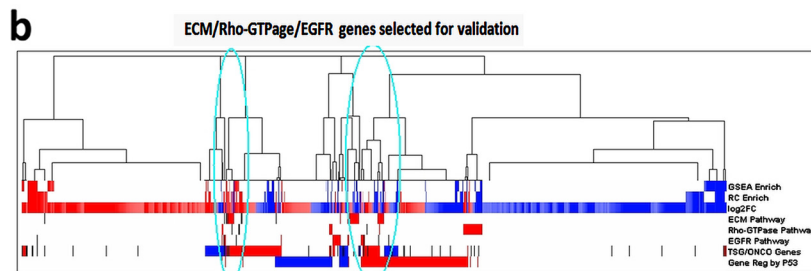 b
ECM/Rho-GTPage/EGFR genes selected for validation
GSEA Enrich
RC Enrich
log2FC
ECM Pathway
Rho-GTPase Pathwa
EGFR Pathway
TSG/ONCO Genes
Gene Reg by P53